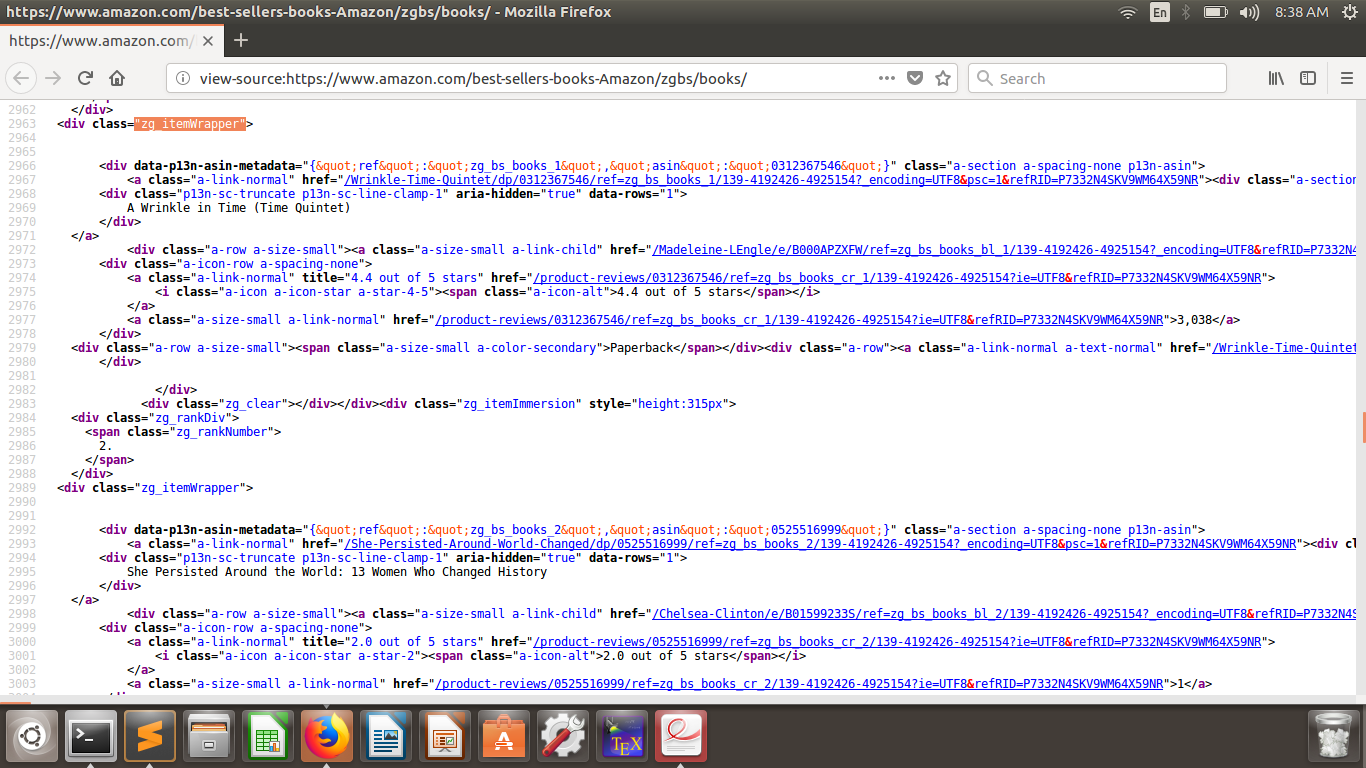 https://www.amazon.com/best-sellers-books-Amazon/zgbs/books/ - Mozilla Firefox
En
8:38 AM
https://www.amazon.com/
view-source:https://www.amazon.com/best-sellers-books-Amazon/zgbs/books/
Search
2962 </div>
2963 <div class="zg_itemWrapper">
2964
2965
2966 <div data-p13n-asin-metadata="{&quot;ref&quot;:&quot;zg_bs_books_1&quot;,&quot;asin&quot;:&quot;0312367546&quot;}" class="a-section a-spacing-none p13n-asin">
2967 <a class="a-link-normal" href="/Wrinkle-Time-Quintet/dp/0312367546/ref=zg_bs_books_1/139-4192426-4925154?_encoding=UTF8&psc=1&refRID=P7332N4SKV9WM64X59NR"><div class="a-section
2968 <div class="p13n-sc-truncate p13n-sc-line-clamp-1" aria-hidden="true" data-rows="1">
2969 A Wrinkle in Time (Time Quintet)
2970 </div>
2971 </a>
2972 <div class="a-row a-size-small"><a class="a-size-small a-link-child" href="/Madeleine-LEngle/e/B000APZXFW/ref=zg_bs_books_bl_1/139-4192426-4925154?_encoding=UTF8&refRID=P7332N4
2973 <div class="a-icon-row a-spacing-none">
2974 <a class="a-link-normal" title="4.4 out of 5 stars" href="/product-reviews/0312367546/ref=zg_bs_books_cr_1/139-4192426-4925154?ie=UTF8&refRID=P7332N4SKV9WM64X59NR">
2975 <i class="a-icon a-icon-star a-star-4-5"><span class="a-icon-alt">4.4 out of 5 stars</span></i>
2976 </a>
2977 <a class="a-size-small a-link-normal" href="/product-reviews/0312367546/ref=zg_bs_books_cr_1/139-4192426-4925154?ie=UTF8&refRID=P7332N4SKV9WM64X59NR">3,038</a>
2978 </div>
2979 <div class="a-row a-size-small"><span class="a-size-small a-color-secondary">Paperback</span></div><div class="a-row"><a class="a-link-normal a-text-normal" href="/Wrinkle-Time-Quintet
2980 </div>
2981
2982 </div>
2983 <div class="zg_clear"></div></div><div class="zg_itemImmersion" style="height:315px">
2984 <div class="zg_rankDiv">
2985 <span class="zg_rankNumber">
2986 2.
2987 </span>
2988 </div>
2989 <div class="zg_itemWrapper">
2990
2991
2992 <div data-p13n-asin-metadata="{&quot;ref&quot;:&quot;zg_bs_books_2&quot;,&quot;asin&quot;:&quot;0525516999&quot;}" class="a-section a-spacing-none p13n-asin">
2993 <a class="a-link-normal" href="/She-Persisted-Around-World-Changed/dp/0525516999/ref=zg_bs_books_2/139-4192426-4925154?_encoding=UTF8&psc=1&refRID=P7332N4SKV9WM64X59NR"><div cl
2994 <div class="p13n-sc-truncate p13n-sc-line-clamp-1" aria-hidden="true" data-rows="1">
2995 She Persisted Around the World: 13 Women Who Changed History
2996 </div>
2997 </a>
2998 <div class="a-row a-size-small"><a class="a-size-small a-link-child" href="/Chelsea-Clinton/e/B01599233S/ref=zg_bs_books_bl_2/139-4192426-4925154?_encoding=UTF8&refRID=P7332N4S
2999 <div class="a-icon-row a-spacing-none">
3000 <a class="a-link-normal" title="2.0 out of 5 stars" href="/product-reviews/0525516999/ref=zg_bs_books_cr_2/139-4192426-4925154?ie=UTF8&refRID=P7332N4SKV9WM64X59NR">
3001 <i class="a-icon a-icon-star a-star-2"><span class="a-icon-alt">2.0 out of 5 stars</span></i>
3002 </a>
3003 <a class="a-size-small a-link-normal" href="/product-reviews/0525516999/ref=zg_bs_books_cr_2/139-4192426-4925154?ie=UTF8&refRID=P7332N4SKV9WM64X59NR">1</a>
TEX